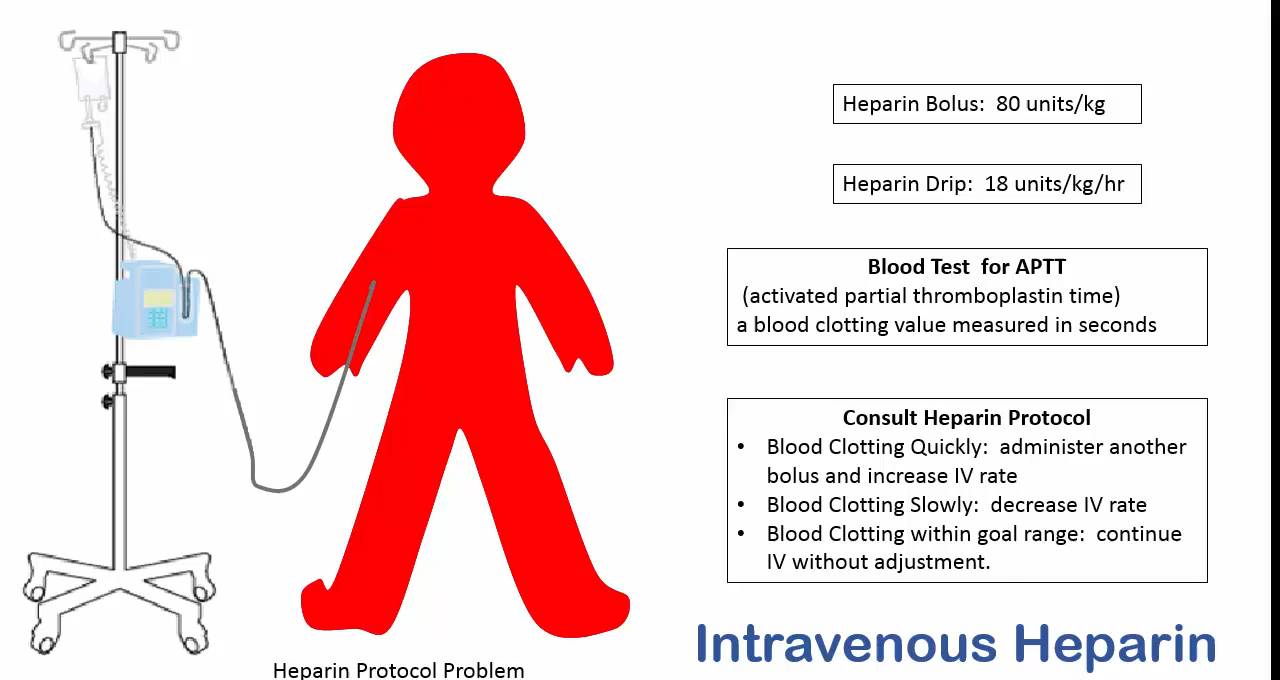 Heparin Bolus: 80 units/kg
Heparin Drip: 18 units/kg/hr
Blood Test for APTT
(activated partial thromboplastin time)
a blood clotting value measured in seconds
Consult Heparin Protocol
• Blood Clotting Quickly: administer another
bolus and increase IV rate
• Blood Clotting Slowly: decrease IV rate
• Blood Clotting within goal range: continue
IV without adjustment.
Intravenous Heparin
Heparin Protocol Problem